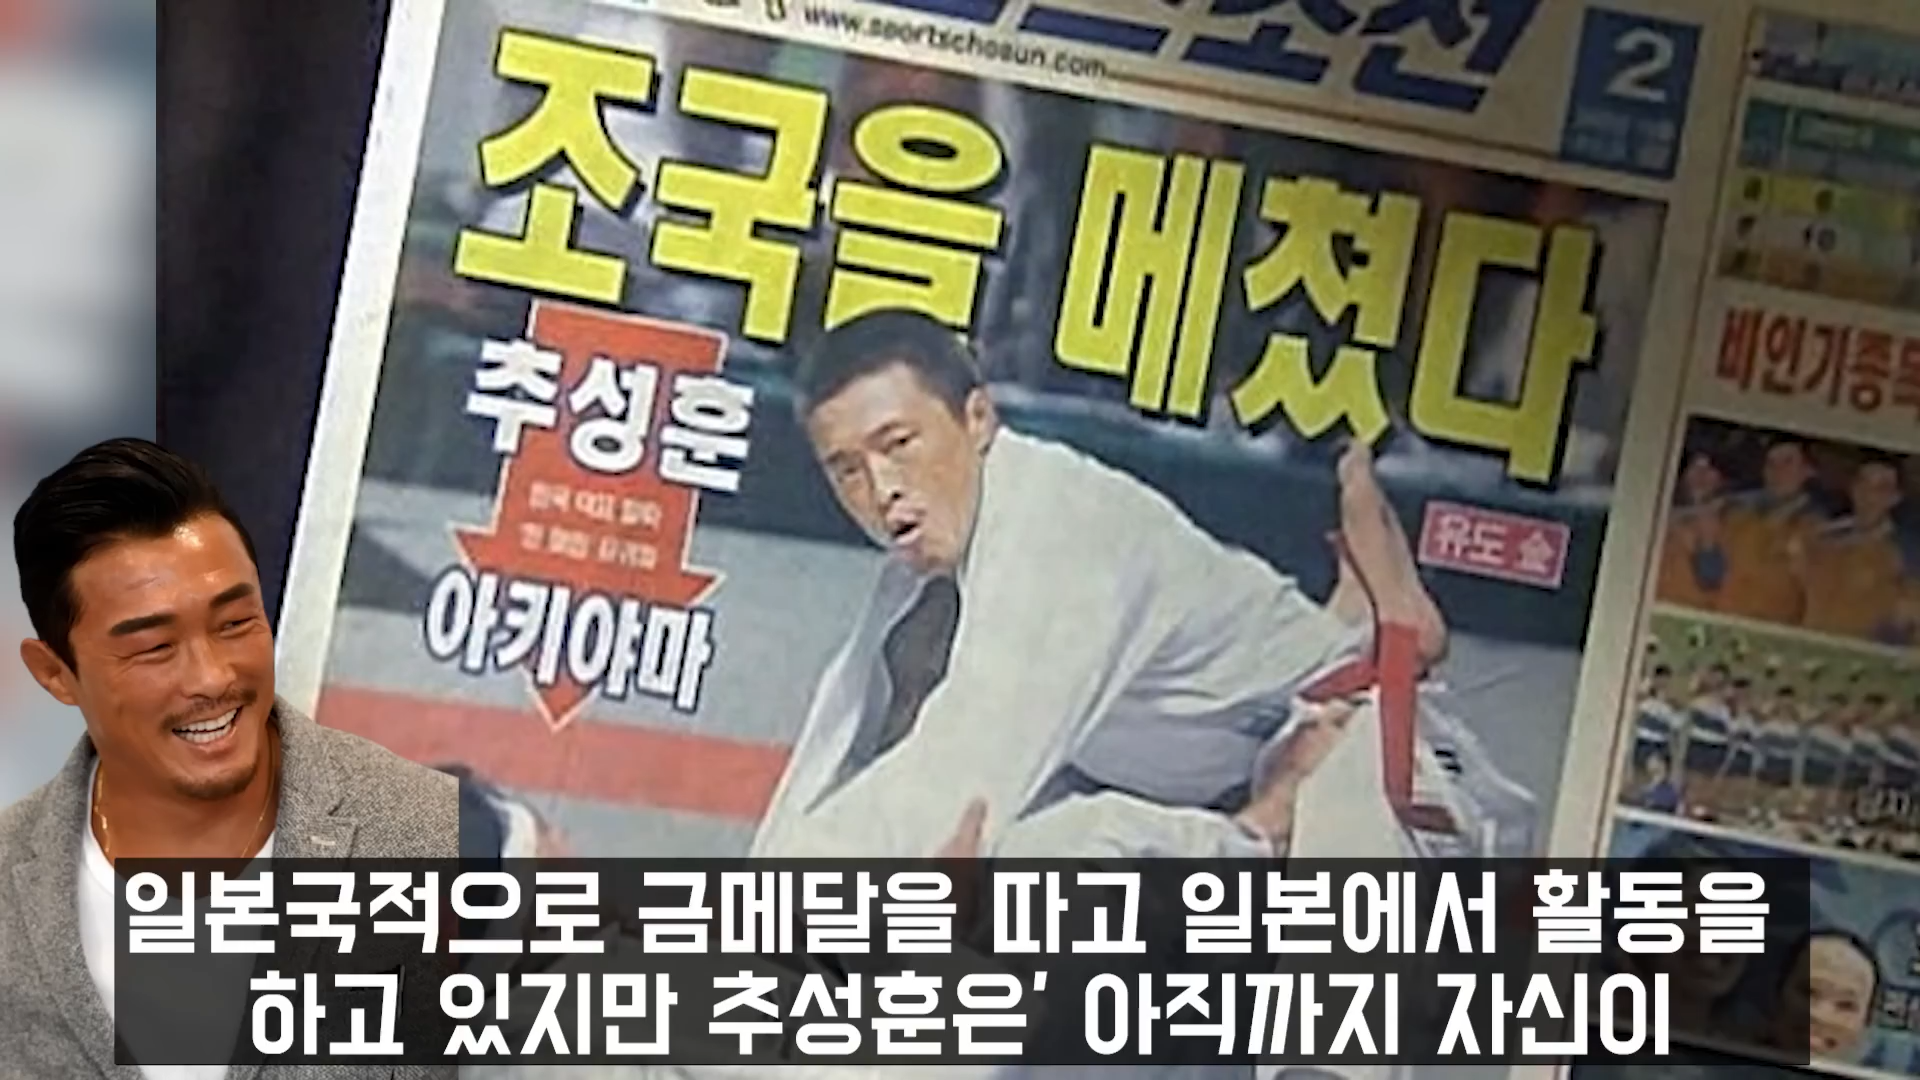 www.sportschosun.com
2
조국을 메쳤다
추성훈
아키야마
유도 金
비인기종목
일본국적으로 금메달을 따고 일본에서 활동을
하고 있지만 추성훈은' 아직까지 자신이